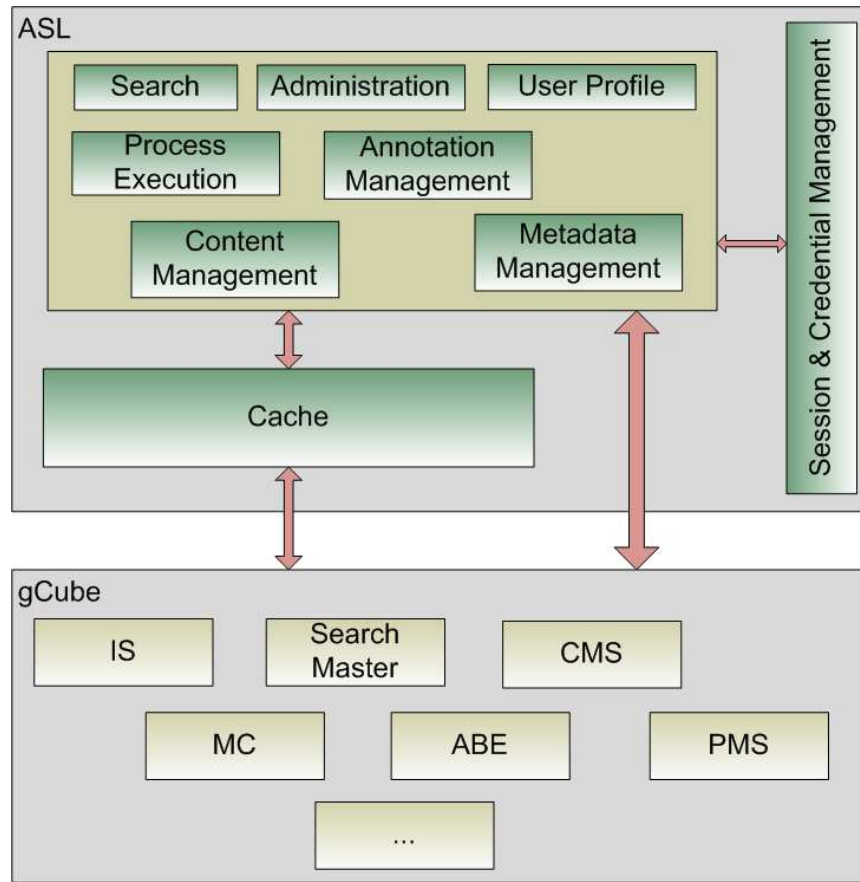 ASL
Search
Administration
User Profile
Process
Execution
Annotation
Management
Content
Management
Metadata
Management
Session & Credential Management
Cache
gCube
IS
Search
Master
CMS
MC
ABE
PMS
...